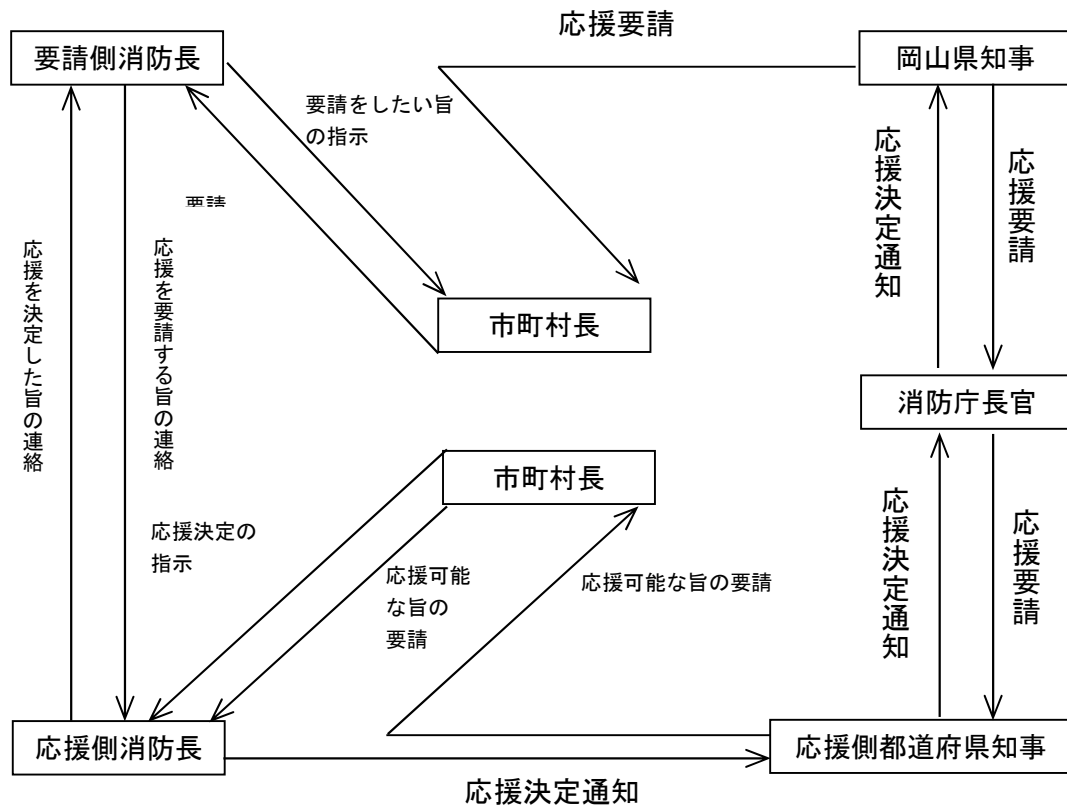 応援要請
要請側消防長
岡山県知事
要請をしたい旨
の指示
要請
応援決定通知
応援要請
応援を決定した旨の連絡
応援を要請する旨の連絡
市町村長
消防庁長官
市町村長
応援決定の
指示
応援可能
な旨の
要請
応援可能な旨の要請
応援決定通知
応援要請
応援側消防長
応援側都道府県知事
応援決定通知